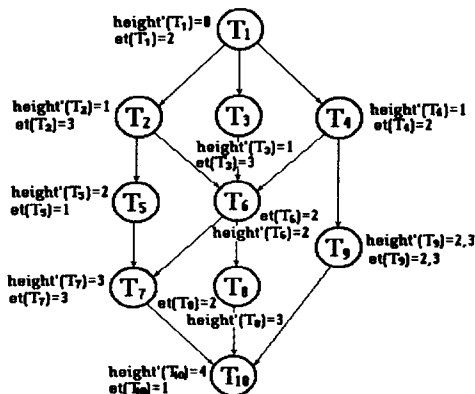 height'(T1)=0
et(T1)=2
T1
height'(T2)=1
et(T2)=3
T2
T3
T4
height'(T4)=1
et(T4)=2
height'(T3)=1
et(T3)=3
height'(T5)=2
et(T5)=1
T5
T6
et(T6)=2
height'(T6)=2
T9
height'(T9)=2,3
et(T9)=2,3
height'(T7)=3
et(T7)=3
T7
et(T8)=2
T8
height'(T8)=3
height'(T10)=4
et(T10)=1
T10